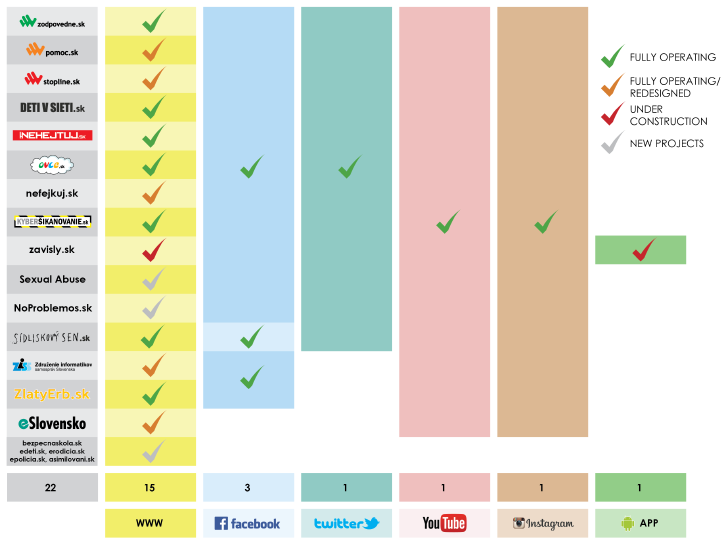 zodpovedne.sk
pomoc.sk
stopline.sk
DETI V SIETI.sk
iNEHEJTUJ.SK
OVCE.sk
nefejkuj.sk
KYBERŠIKANOVANIE.sk
zavisly.sk
Sexual Abuse
NoProblemos.sk
SÍDLISKOVÝ SEN.sk
ZIS Združenie informatikov
samospráv Slovenska
ZlatyErb.sk
eSlovensko
bezpecnaskola.sk
edeti.sk, erodicia.sk
epolicia.sk, asimilovani.sk
FULLY OPERATING
FULLY OPERATING/
REDESIGNED
UNDER
CONSTRUCTION
NEW PROJECTS
22 15 3 1 1 1 1
WWW facebook twitter YouTube Instagram APP